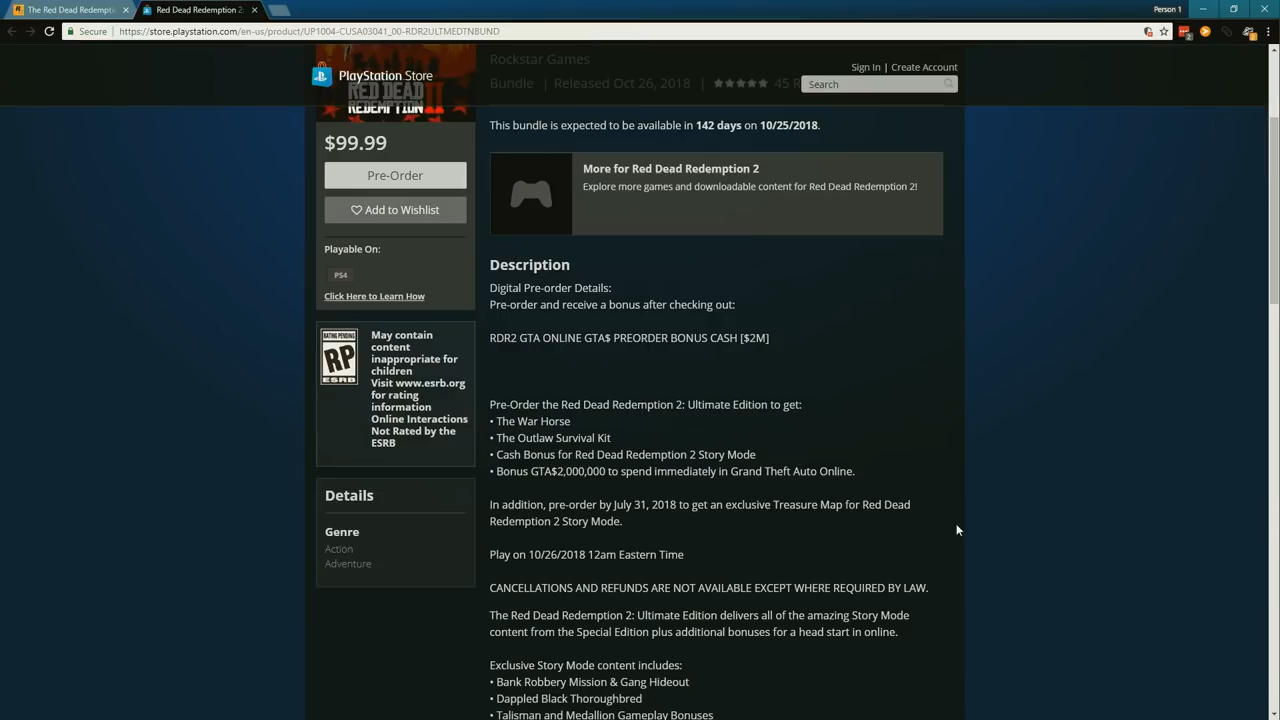 The Red Dead Redempti
Red Dead Redemption 2
Person 1
Secure
https://store.playstation.com/en-us/product/UP1004-CUSA03041_00-RDR2ULTMEDTNBUND
PlayStation Store
Sign In | Create Account
Search
RED DEAD
REDEMPTION II
$99.99
Pre-Order
Add to Wishlist
Playable On:
PS4
Click Here to Learn How
RATING PENDING
RP
ESRB
May contain
content
inappropriate for
children
Visit www.esrb.org
for rating
information
Online Interactions
Not Rated by the
ESRB
Details
Genre
Action
Adventure
Rockstar Games
Bundle | Released Oct 26, 2018 | ★★★★★ 45 R
This bundle is expected to be available in 142 days on 10/25/2018.
More for Red Dead Redemption 2
Explore more games and downloadable content for Red Dead Redemption 2!
Description
Digital Pre-order Details:
Pre-order and receive a bonus after checking out:
RDR2 GTA ONLINE GTA$ PREORDER BONUS CASH [$2M]
Pre-Order the Red Dead Redemption 2: Ultimate Edition to get:
• The War Horse
• The Outlaw Survival Kit
• Cash Bonus for Red Dead Redemption 2 Story Mode
• Bonus GTA$2,000,000 to spend immediately in Grand Theft Auto Online.
In addition, pre-order by July 31, 2018 to get an exclusive Treasure Map for Red Dead
Redemption 2 Story Mode.
Play on 10/26/2018 12am Eastern Time
CANCELLATIONS AND REFUNDS ARE NOT AVAILABLE EXCEPT WHERE REQUIRED BY LAW.
The Red Dead Redemption 2: Ultimate Edition delivers all of the amazing Story Mode
content from the Special Edition plus additional bonuses for a head start in online.
Exclusive Story Mode content includes:
• Bank Robbery Mission & Gang Hideout
• Dappled Black Thoroughbred
• Talisman and Medallion Gameplay Bonuses